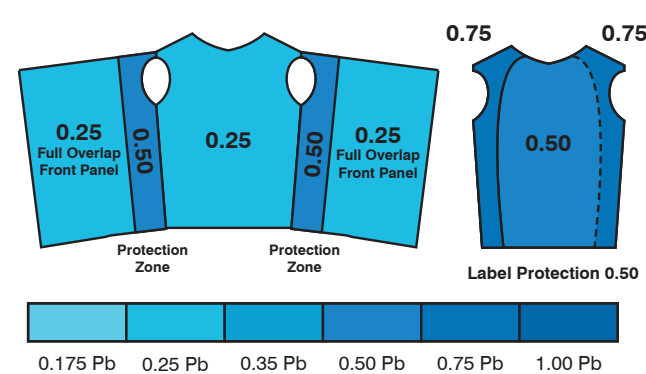 0.75
0.75
0.25
Full Overlap
Front Panel
0.50
0.25
0.50
0.25
Full Overlap
Front Panel
0.50
Protection
Zone
Protection
Zone
Label Protection 0.50
0.175 Pb
0.25 Pb
0.35 Pb
0.50 Pb
0.75 Pb
1.00 Pb